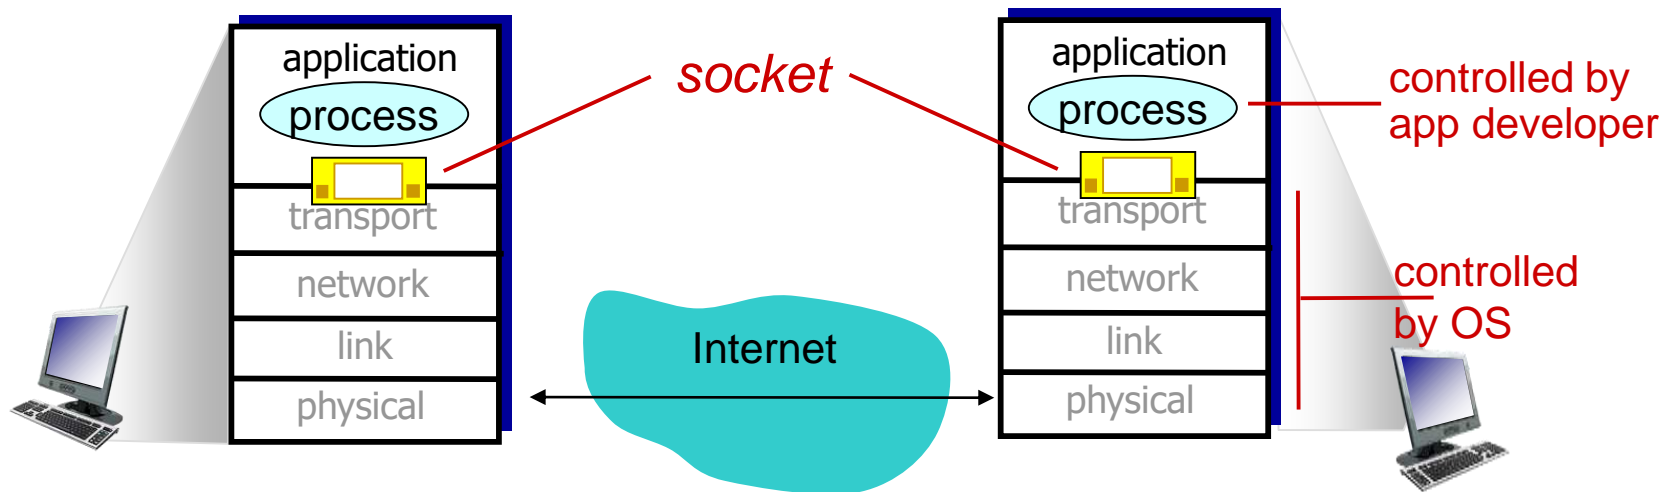 application
process
transport
network
link
physical
socket
Internet
application
process
transport
network
link
physical
controlled by
app developer
controlled
by OS